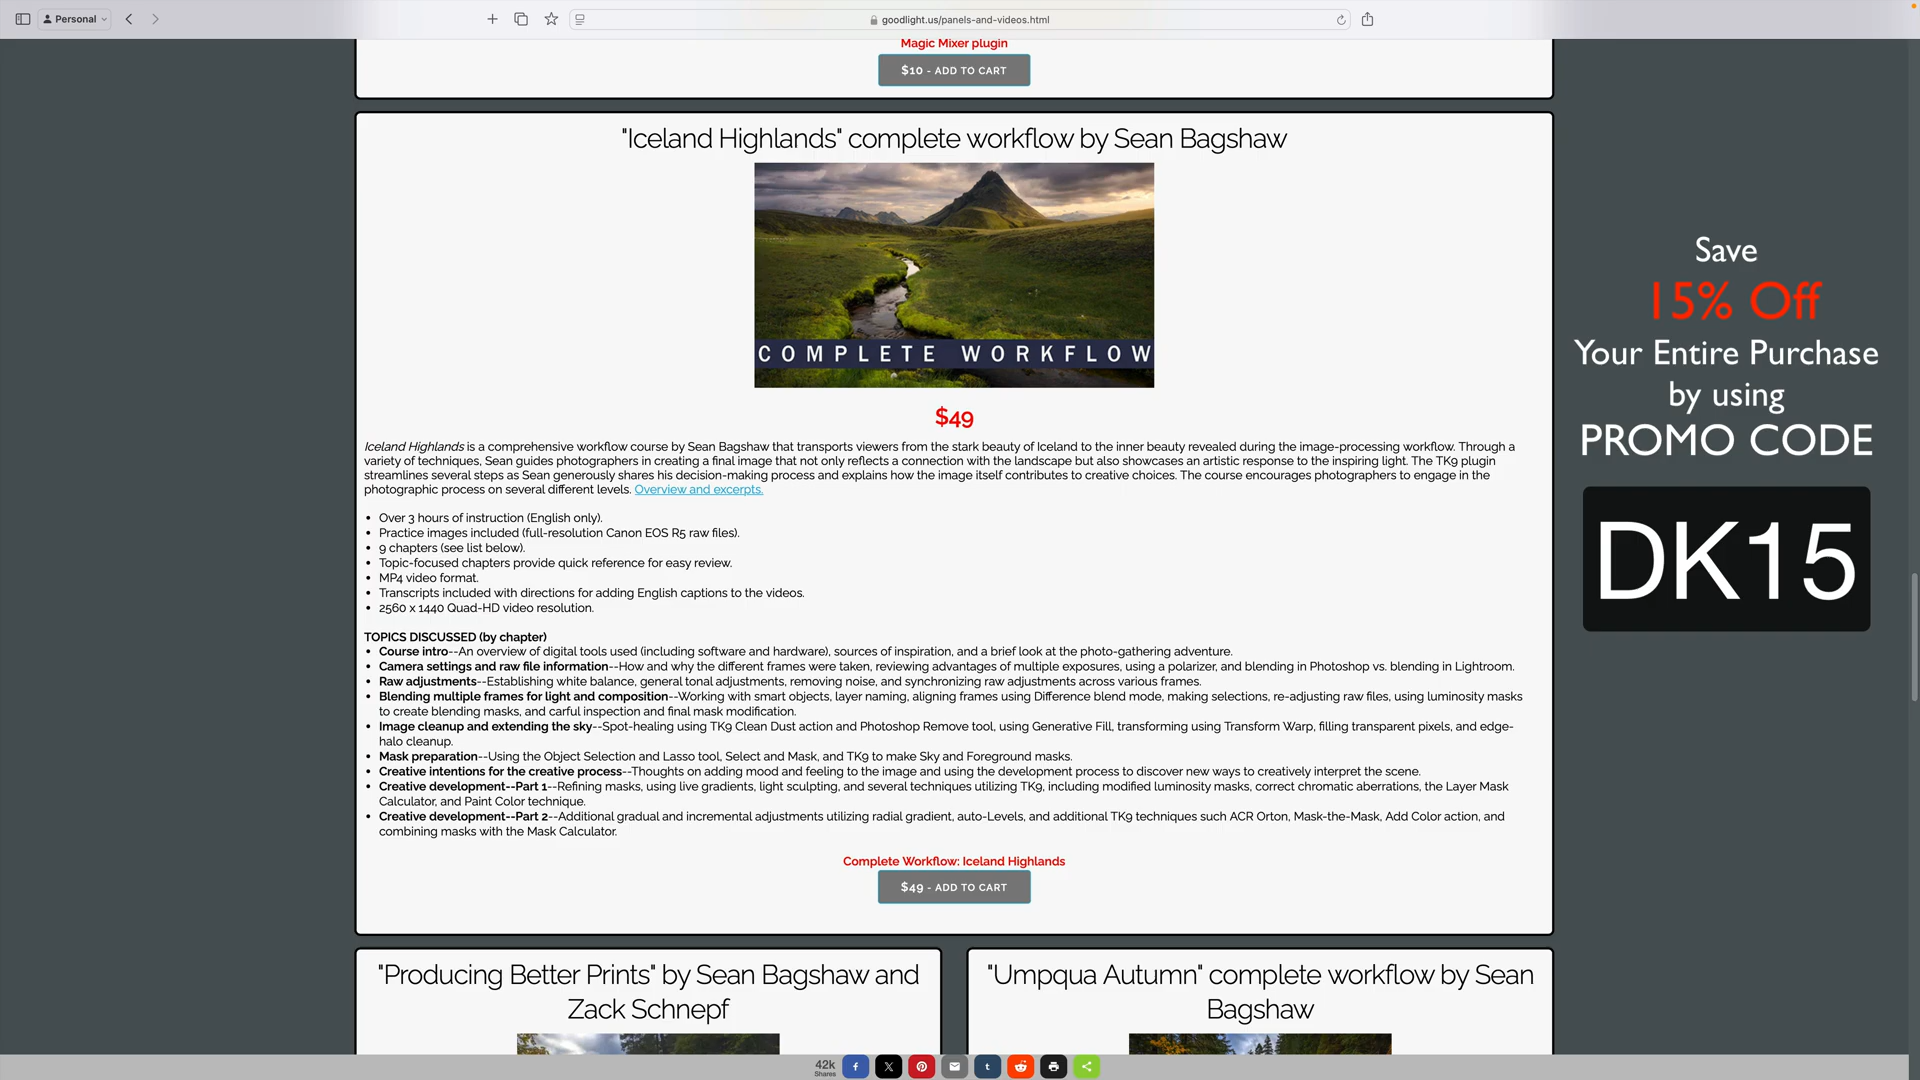 Personal
goodlight.us/panels-and-videos.html
Magic Mixer plugin
$10 - ADD TO CART
"Iceland Highlands" complete workflow by Sean Bagshaw
COMPLETE WORKFLOW
$49
Iceland Highlands is a comprehensive workflow course by Sean Bagshaw that transports viewers from the stark beauty of Iceland to the inner beauty revealed during the image-processing workflow. Through a
variety of techniques, Sean guides photographers in creating a final image that not only reflects a connection with the landscape but also showcases an artistic response to the inspiring light. The TK9 plugin
streamlines several steps as Sean generously shares his decision-making process and explains how the image itself contributes to creative choices. The course encourages photographers to engage in the
photographic process on several different levels. Overview and excerpts.
• Over 3 hours of instruction (English only).
• Practice images included (full-resolution Canon EOS R5 raw files).
• 9 chapters (see list below).
• Topic-focused chapters provide quick reference for easy review.
• MP4 video format.
• Transcripts included with directions for adding English captions to the videos.
• 2560 x 1440 Quad-HD video resolution.
TOPICS DISCUSSED (by chapter)
• Course intro--An overview of digital tools used (including software and hardware), sources of inspiration, and a brief look at the photo-gathering adventure.
• Camera settings and raw file information--How and why the different frames were taken, reviewing advantages of multiple exposures, using a polarizer, and blending in Photoshop vs. blending in Lightroom.
• Raw adjustments--Establishing white balance, general tonal adjustments, removing noise, and synchronizing raw adjustments across various frames.
• Blending multiple frames for light and composition--Working with smart objects, layer naming, aligning frames using Difference blend mode, making selections, re-adjusting raw files, using luminosity masks
to create blending masks, and carful inspection and final mask modification.
• Image cleanup and extending the sky--Spot-healing using TK9 Clean Dust action and Photoshop Remove tool, using Generative Fill, transforming using Transform Warp, filling transparent pixels, and edge-
halo cleanup.
• Mask preparation--Using the Object Selection and Lasso tool, Select and Mask, and TK9 to make Sky and Foreground masks.
• Creative intentions for the creative process--Thoughts on adding mood and feeling to the image and using the development process to discover new ways to creatively interpret the scene.
• Creative development--Part 1--Refining masks, using live gradients, light sculpting, and several techniques utilizing TK9, including modified luminosity masks, correct chromatic aberrations, the Layer Mask
Calculator, and Paint Color technique.
• Creative development--Part 2--Additional gradual and incremental adjustments utilizing radial gradient, auto-Levels, and additional TK9 techniques such ACR Orton, Mask-the-Mask, Add Color action, and
combining masks with the Mask Calculator.
Complete Workflow: Iceland Highlands
$49 - ADD TO CART
"Producing Better Prints" by Sean Bagshaw and
Zack Schnepf
"Umpqua Autumn" complete workflow by Sean
Bagshaw
Save
15% Off
Your Entire Purchase
by using
PROMO CODE
DK15
42k
Shares